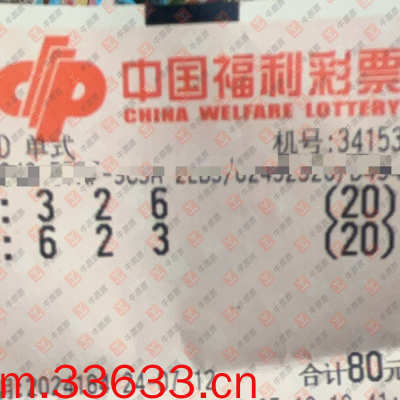 中国福利彩票
CHINA WELFARE LOTTERY
D 单式
机号:34153
: 3 2 6 (20)
: 6 2 3 (20)
合计80元
m.33633.cn